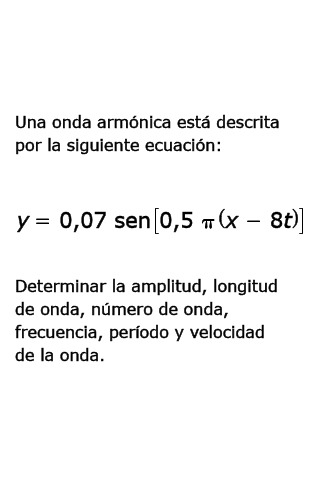 Una onda armónica está descrita
por la siguiente ecuación:
y = 0,07 sen[0,5 π(x − 8t)]
Determinar la amplitud, longitud
de onda, número de onda,
frecuencia, período y velocidad
de la onda.